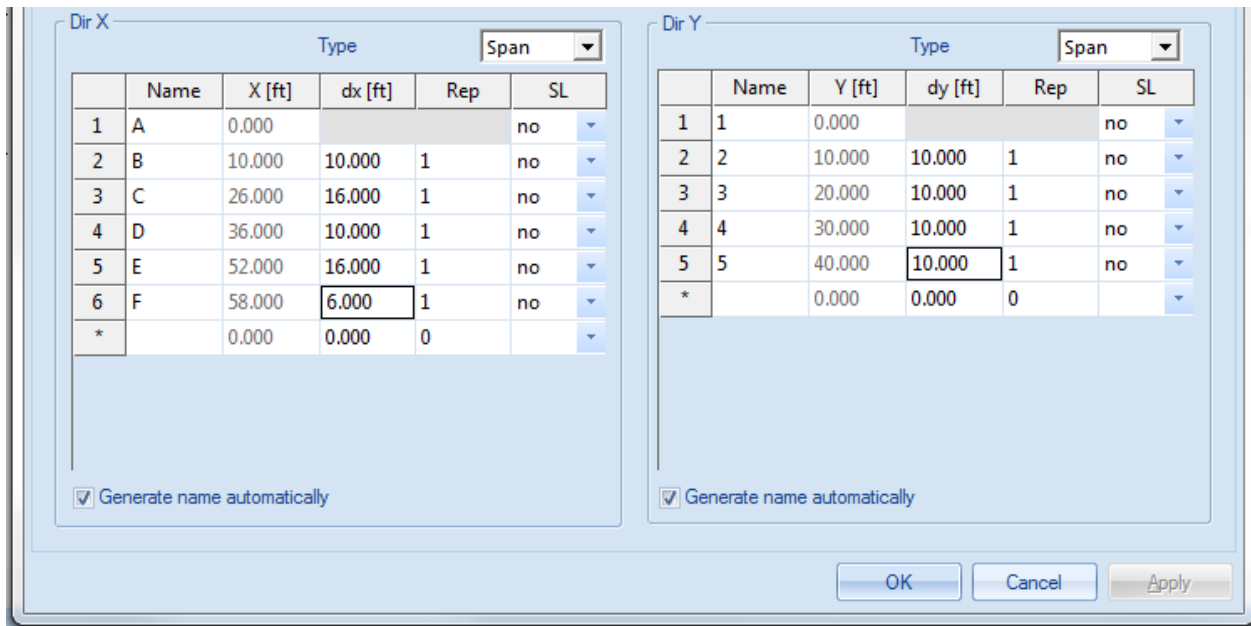 Dir X
Type Span
Name X [ft] dx [ft] Rep SL
1 A 0.000 no
2 B 10.000 10.000 1 no
3 C 26.000 16.000 1 no
4 D 36.000 10.000 1 no
5 E 52.000 16.000 1 no
6 F 58.000 6.000 1 no
* 0.000 0.000 0
Generate name automatically
Dir Y
Type Span
Name Y [ft] dy [ft] Rep SL
1 1 0.000 no
2 2 10.000 10.000 1 no
3 3 20.000 10.000 1 no
4 4 30.000 10.000 1 no
5 5 40.000 10.000 1 no
* 0.000 0.000 0
Generate name automatically
OK Cancel Apply